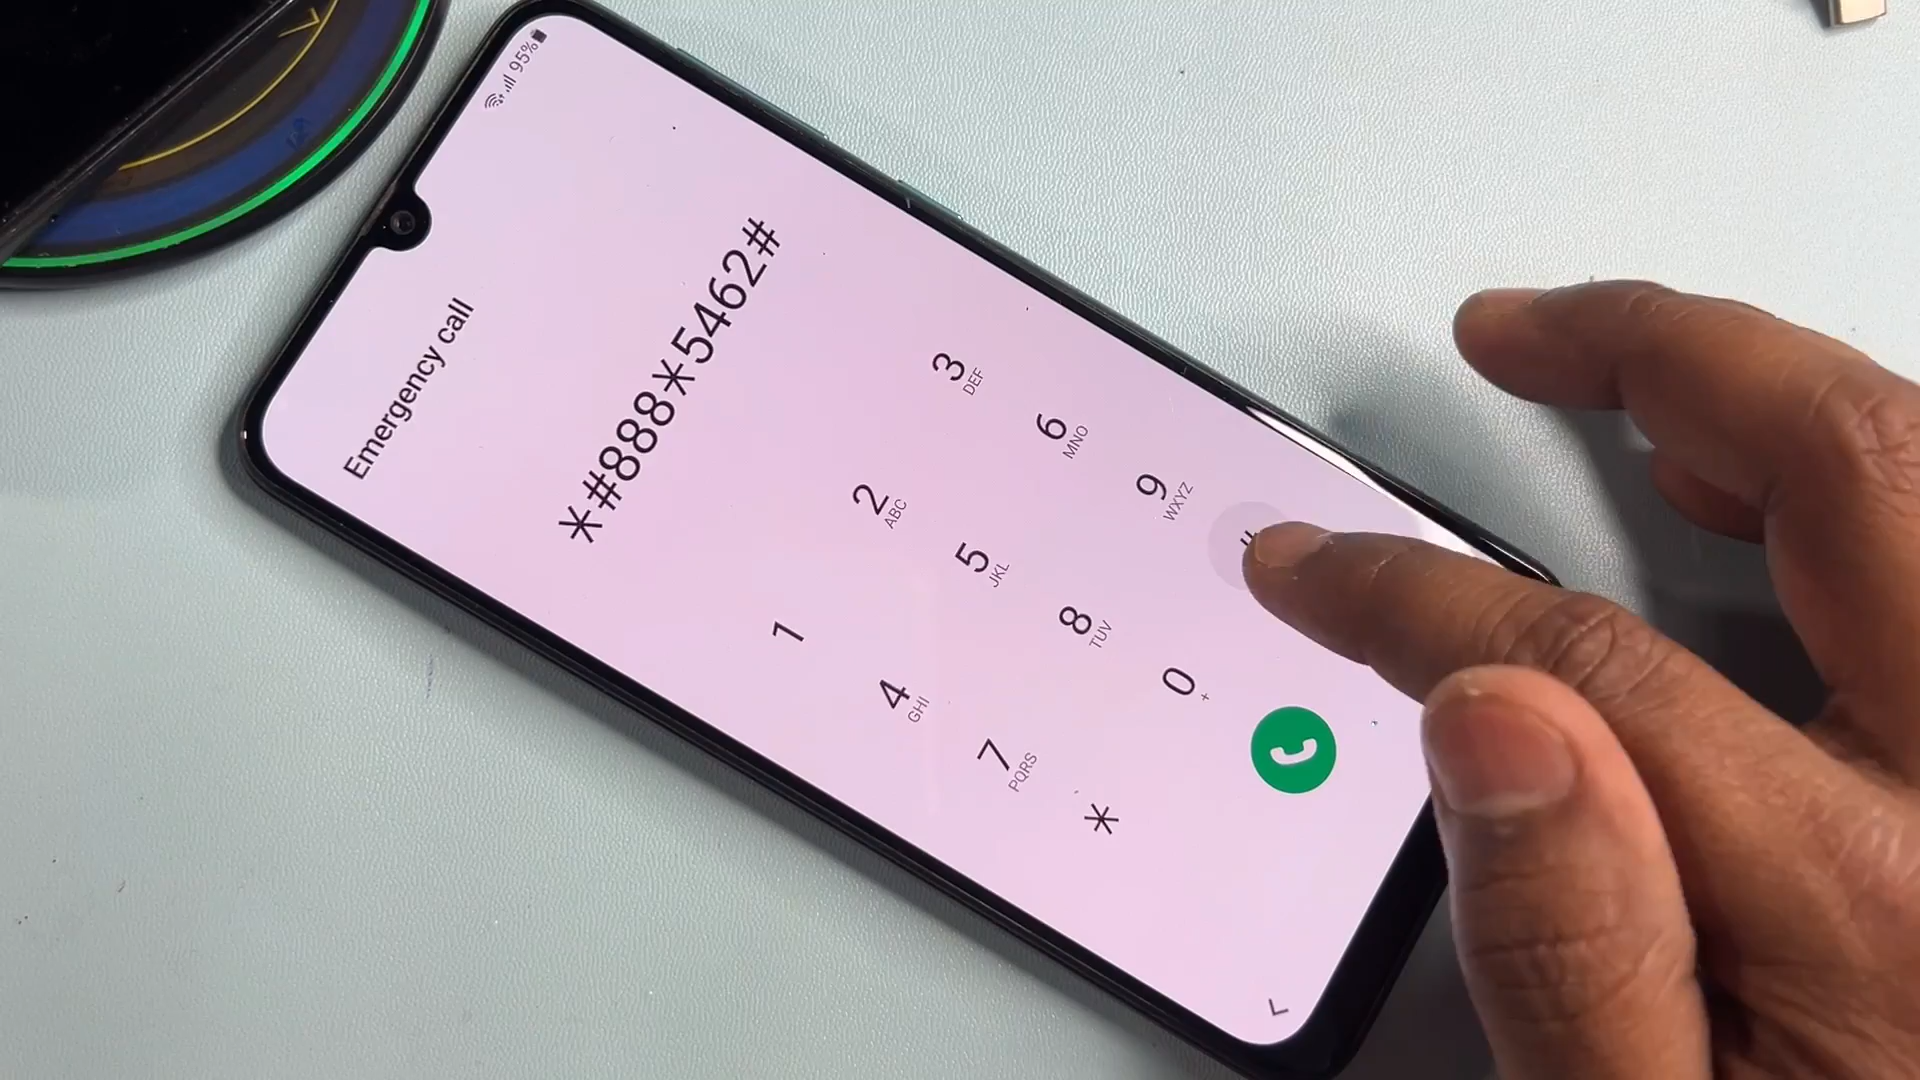 95%
Emergency call
*#888*5462#
1
2 ABC
3 DEF
4 GHI
5 JKL
6 MNO
7 PQRS
8 TUV
9 WXYZ
*
0 +
#